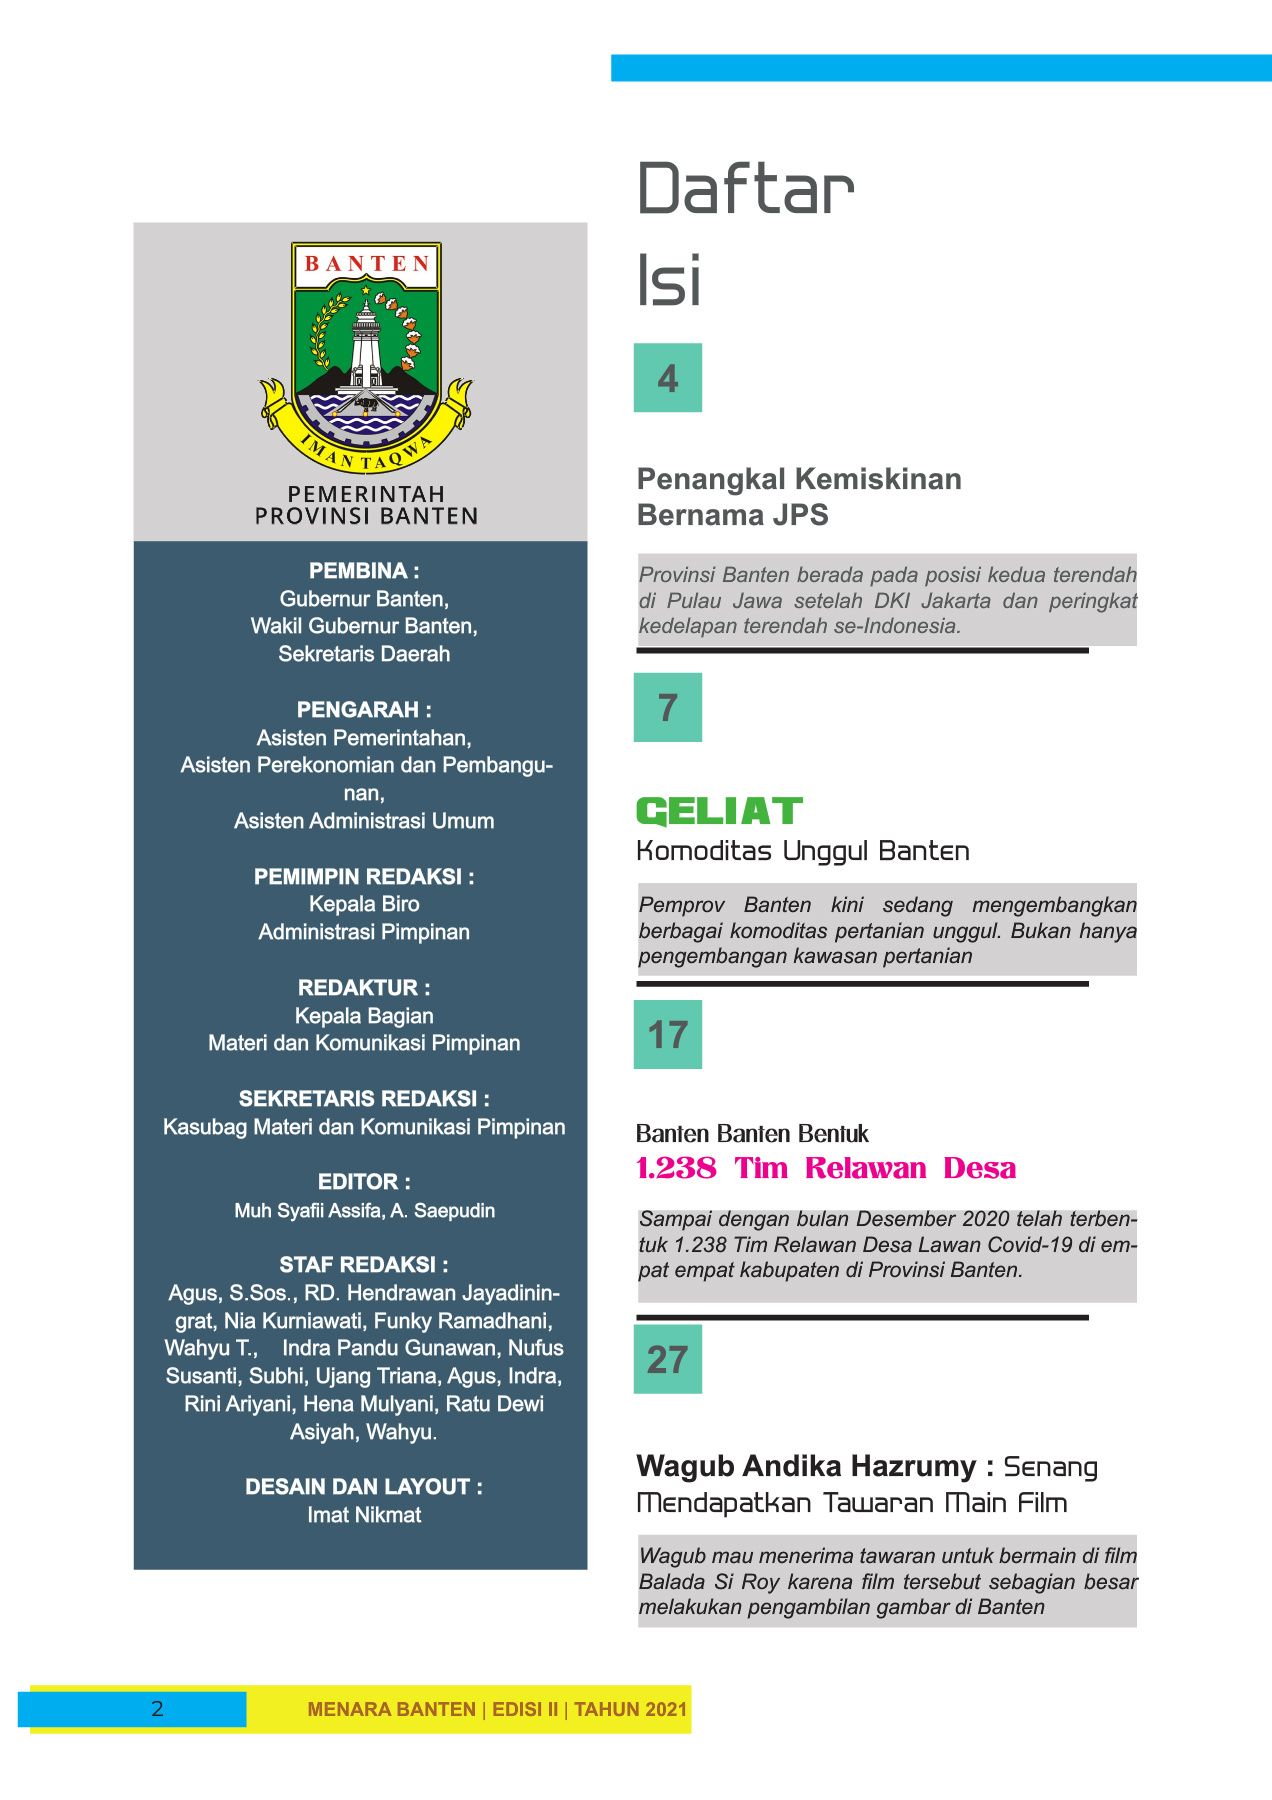 BANTEN
IMAN TAQWA
PEMERINTAH
PROVINSI BANTEN
PEMBINA :
Gubernur Banten,
Wakil Gubernur Banten,
Sekretaris Daerah
PENGARAH :
Asisten Pemerintahan,
Asisten Perekonomian dan Pembangu-
nan,
Asisten Administrasi Umum
PEMIMPIN REDAKSI :
Kepala Biro
Administrasi Pimpinan
REDAKTUR :
Kepala Bagian
Materi dan Komunikasi Pimpinan
SEKRETARIS REDAKSI :
Kasubag Materi dan Komunikasi Pimpinan
EDITOR :
Muh Syafii Assifa, A. Saepudin
STAF REDAKSI :
Agus, S.Sos., RD. Hendrawan Jayadinin-
grat, Nia Kurniawati, Funky Ramadhani,
Wahyu T., Indra Pandu Gunawan, Nufus
Susanti, Subhi, Ujang Triana, Agus, Indra,
Rini Ariyani, Hena Mulyani, Ratu Dewi
Asiyah, Wahyu.
DESAIN DAN LAYOUT :
Imat Nikmat
Daftar
Isi
4
Penangkal Kemiskinan
Bernama JPS
Provinsi Banten berada pada posisi kedua terendah
di Pulau Jawa setelah DKI Jakarta dan peringkat
kedelapan terendah se-Indonesia.
7
GELIAT
Komoditas Unggul Banten
Pemprov Banten kini sedang mengembangkan
berbagai komoditas pertanian unggul. Bukan hanya
pengembangan kawasan pertanian
17
Banten Banten Bentuk
1.238 Tim Relawan Desa
Sampai dengan bulan Desember 2020 telah terben-
tuk 1.238 Tim Relawan Desa Lawan Covid-19 di em-
pat empat kabupaten di Provinsi Banten.
27
Wagub Andika Hazrumy : Senang
Mendapatkan Tawaran Main Film
Wagub mau menerima tawaran untuk bermain di film
Balada Si Roy karena film tersebut sebagian besar
melakukan pengambilan gambar di Banten
2
MENARA BANTEN | EDISI II | TAHUN 2021